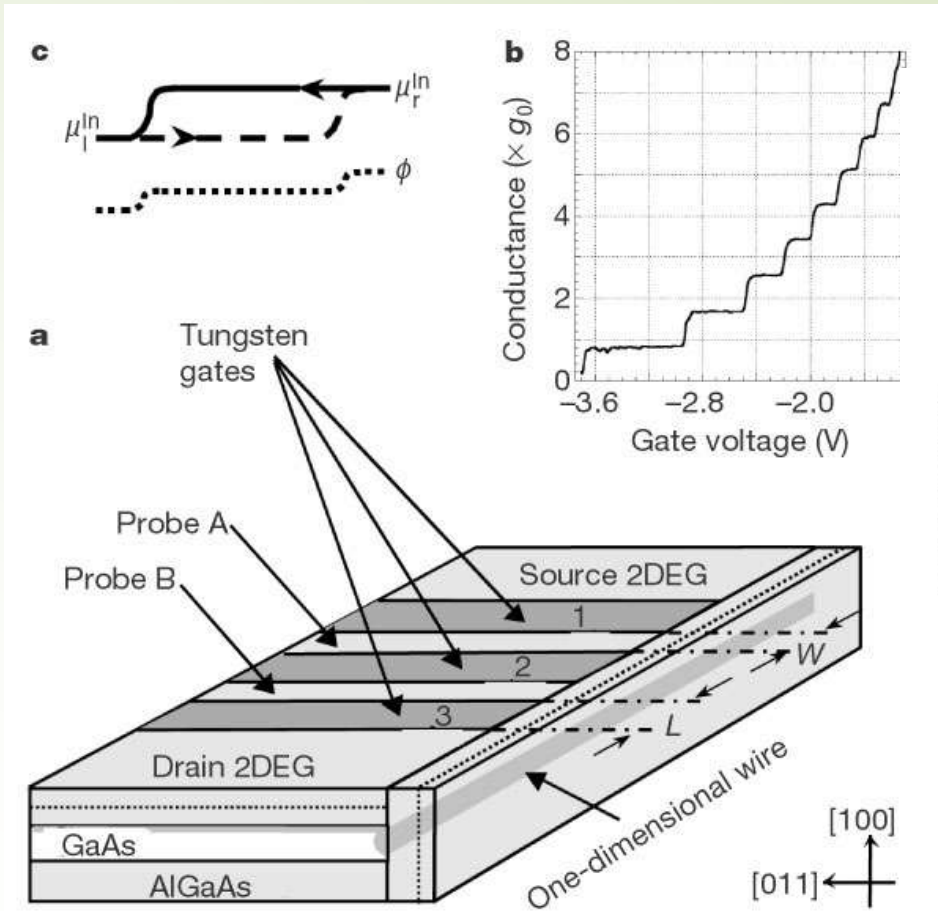 c
μ_l^In
μ_r^In
ϕ
b
8
6
4
2
0
Conductance (× g₀)
−3.6 −2.8 −2.0
Gate voltage (V)
a
Tungsten
gates
Probe A
Probe B
Source 2DEG
1
2
3
W
L
Drain 2DEG
GaAs
AlGaAs
One-dimensional wire
[100]
[011]